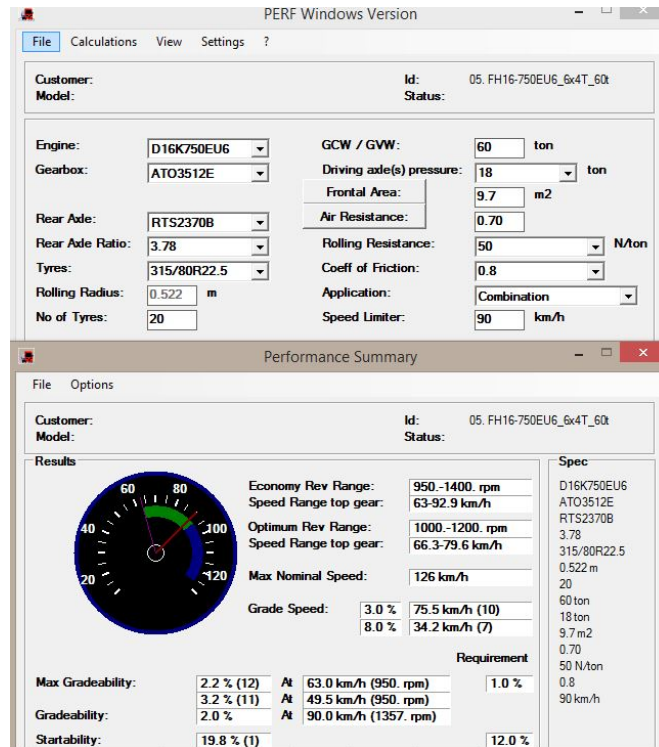 PERF Windows Version
File Calculations View Settings ?
Customer: Id: 05. FH16-750EU6_6x4T_60t
Model: Status:
Engine: D16K750EU6 GCW / GVW: 60 ton
Gearbox: ATO3512E Driving axle(s) pressure: 18 ton
Frontal Area: 9.7 m2
Rear Axle: RTS2370B Air Resistance: 0.70
Rear Axle Ratio: 3.78 Rolling Resistance: 50 N/ton
Tyres: 315/80R22.5 Coeff of Friction: 0.8
Rolling Radius: 0.522 m Application: Combination
No of Tyres: 20 Speed Limiter: 90 km/h
Performance Summary
File Options
Customer: Id: 05. FH16-750EU6_6x4T_60t
Model: Status:
Results
20 40 60 80 100 120
Economy Rev Range: 950.-1400. rpm
Speed Range top gear: 63-92.9 km/h
Optimum Rev Range: 1000.-1200. rpm
Speed Range top gear: 66.3-79.6 km/h
Max Nominal Speed: 126 km/h
Grade Speed: 3.0 % 75.5 km/h (10)
8.0 % 34.2 km/h (7)
Requirement
Max Gradeability: 2.2 % (12) At 63.0 km/h (950. rpm) 1.0 %
3.2 % (11) At 49.5 km/h (950. rpm)
Gradeability: 2.0 % At 90.0 km/h (1357. rpm)
Startability: 19.8 % (1) 12.0 %
Spec
D16K750EU6
ATO3512E
RTS2370B
3.78
315/80R22.5
0.522 m
20
60 ton
18 ton
9.7 m2
0.70
50 N/ton
0.8
90 km/h